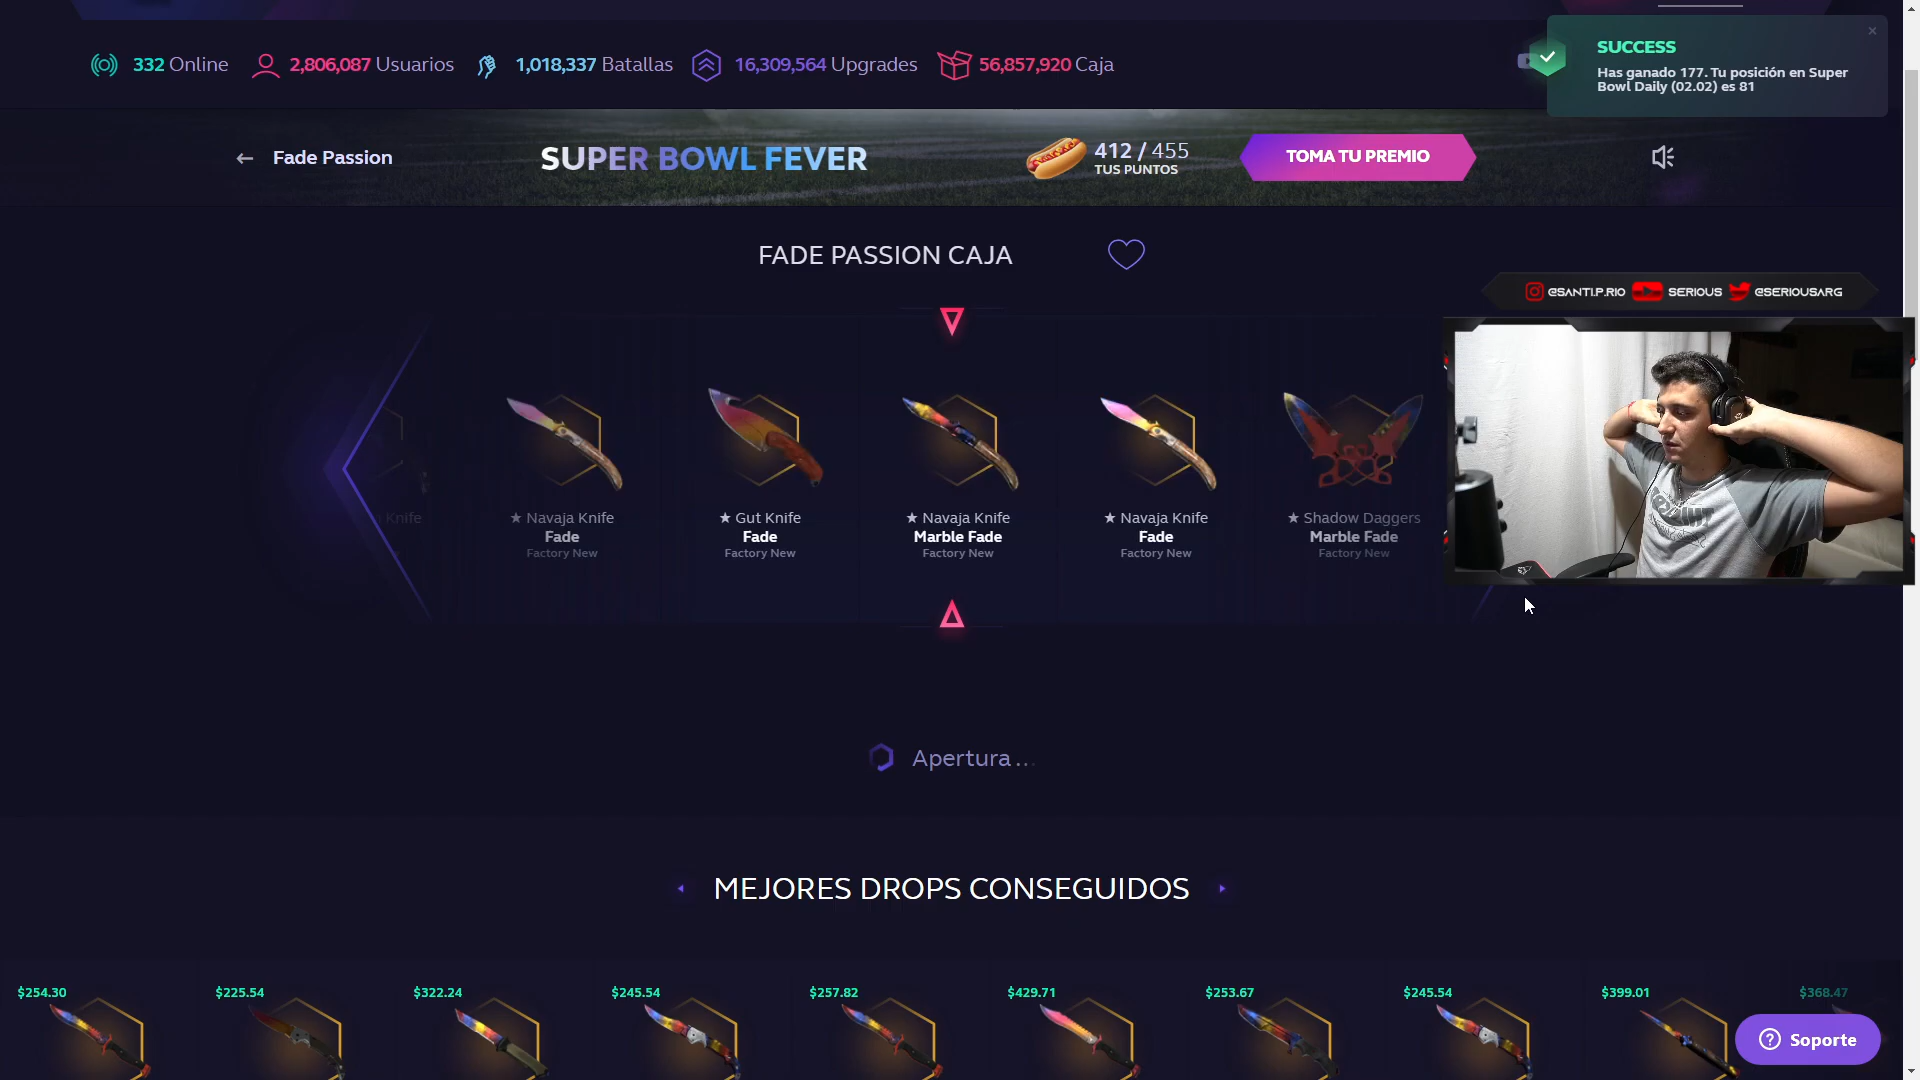 332 Online
2,806,087 Usuarios
1,018,337 Batallas
16,309,564 Upgrades
56,857,920 Caja
SUCCESS
Has ganado 177. Tu posición en Super
Bowl Daily (02.02) es 81
Fade Passion
SUPER BOWL FEVER
412 / 455
TUS PUNTOS
TOMA TU PREMIO
FADE PASSION CAJA
@SANTI.P.RIO
SERIOUS
@SERIOUSARG
Knife
★ Navaja Knife
Fade
Factory New
★ Gut Knife
Fade
Factory New
★ Navaja Knife
Marble Fade
Factory New
★ Navaja Knife
Fade
Factory New
★ Shadow Daggers
Marble Fade
Factory New
Apertura...
MEJORES DROPS CONSEGUIDOS
$254.30
$225.54
$322.24
$245.54
$257.82
$429.71
$253.67
$245.54
$399.01
$368.47
Soporte